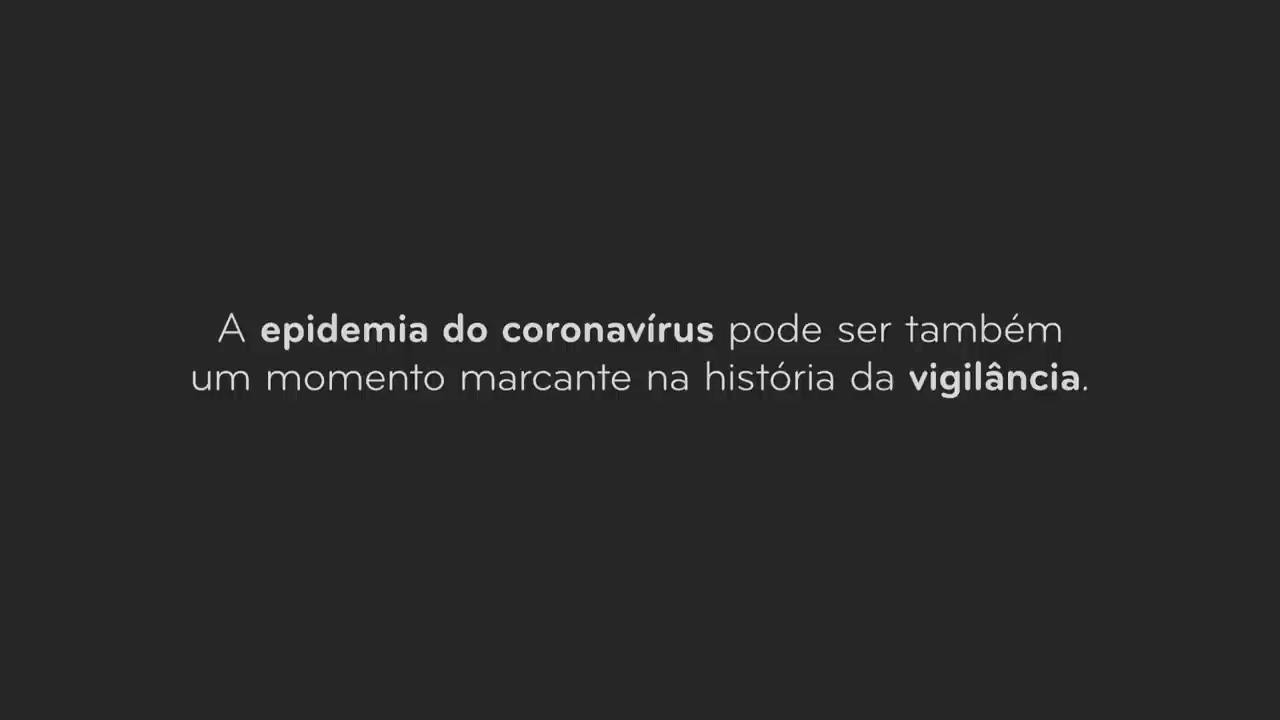 A epidemia do coronavírus pode ser também
um momento marcante na história da vigilância.